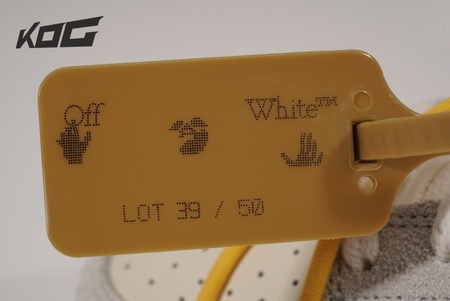 KOG
Off White™
LOT 39 / 50